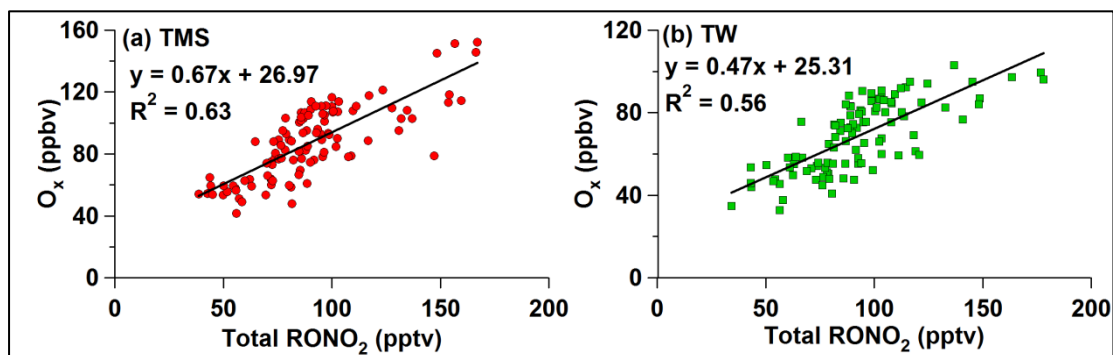 (a) TMS
y = 0.67x + 26.97
R² = 0.63
160
120
80
40
0
Oₓ (ppbv)
0 50 100 150 200
Total RONO₂ (pptv)
(b) TW
y = 0.47x + 25.31
R² = 0.56
120
80
40
0
Oₓ (ppbv)
0 50 100 150 200
Total RONO₂ (pptv)